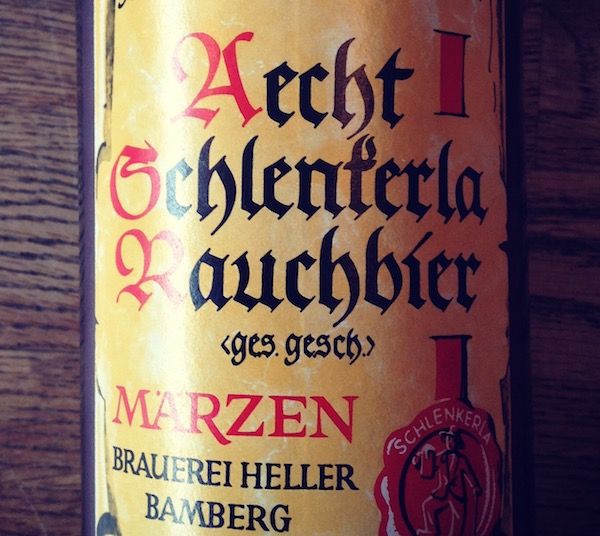 Aecht
Schlenkerla
Rauchbier
<ges. gesch.>
MÄRZEN
BRAUEREI HELLER
BAMBERG
SCHLENKERLA